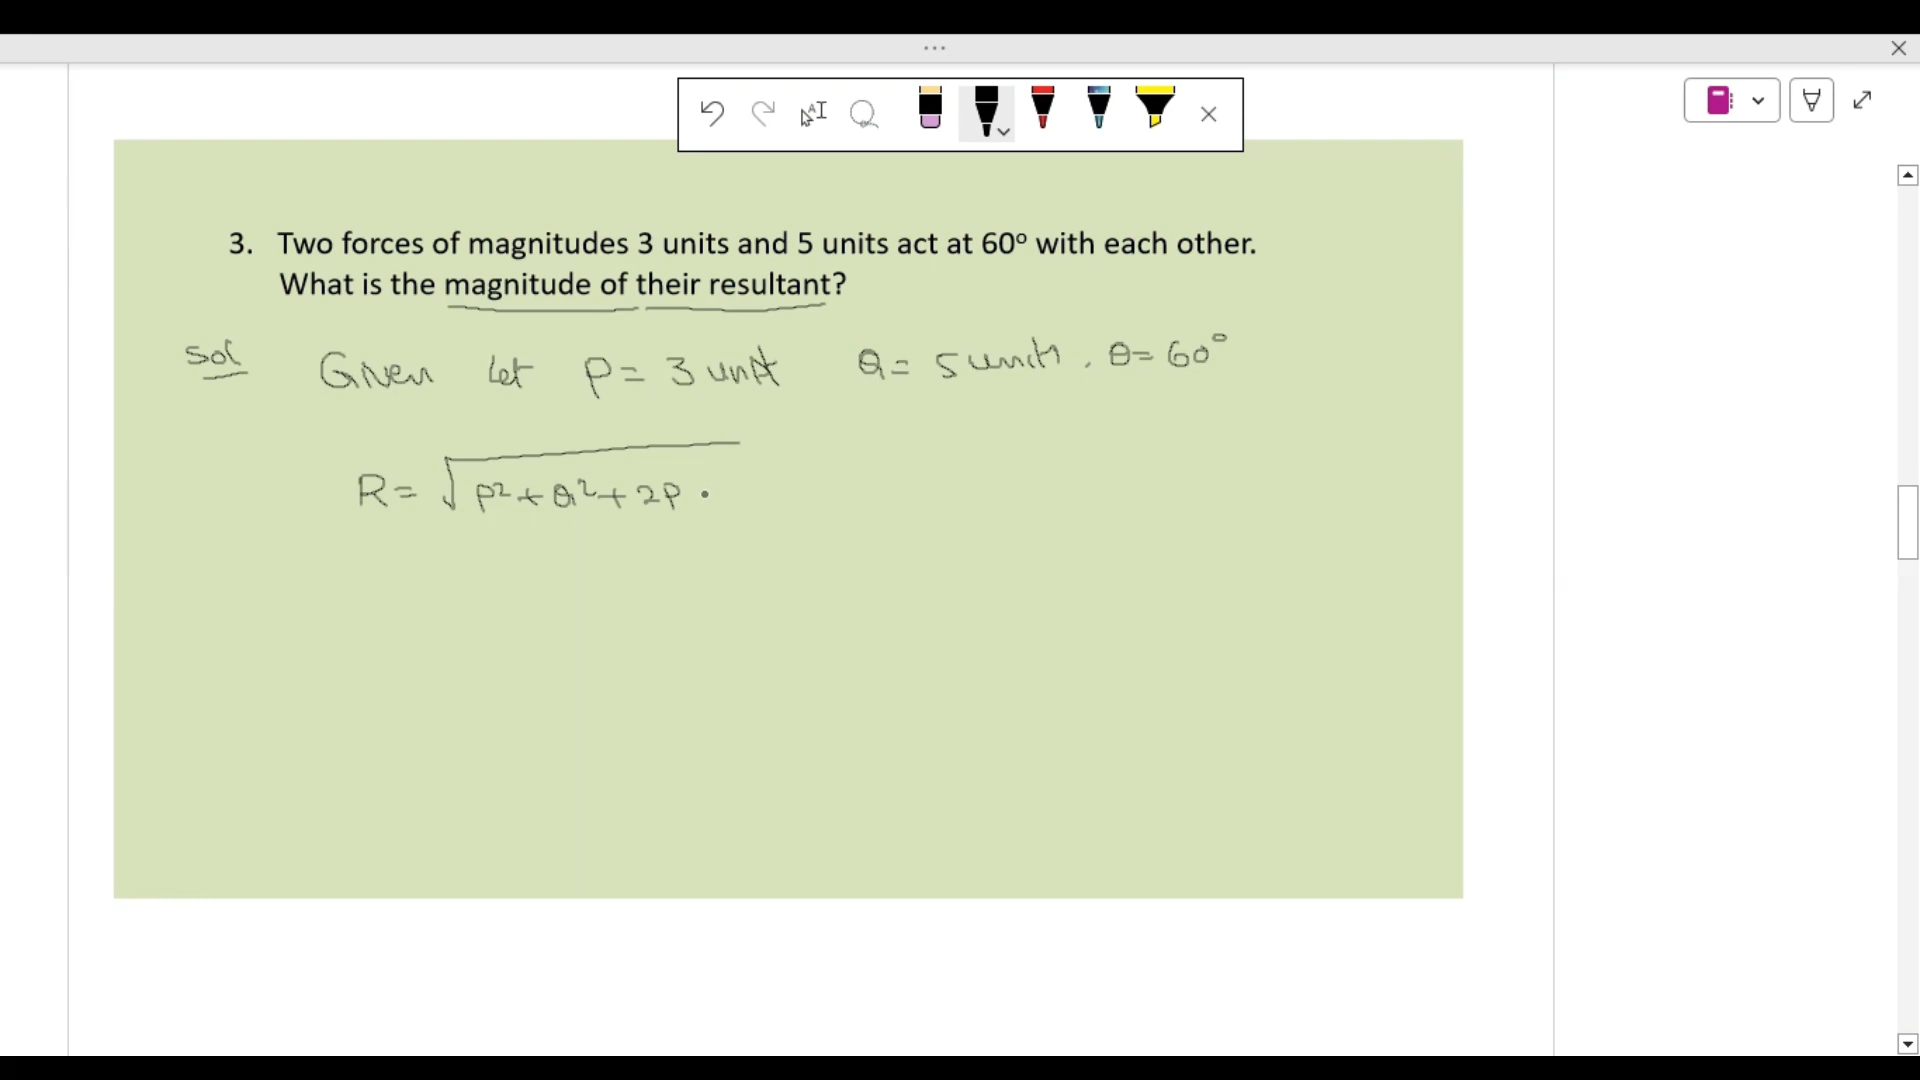 3. Two forces of magnitudes 3 units and 5 units act at 60° with each other.
What is the magnitude of their resultant?
Sol Given Let P = 3 unit Q = 5 units, θ = 60°
R = √P² + Q² + 2P